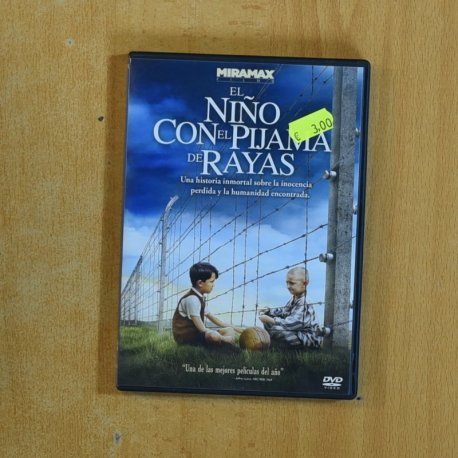 MIRAMAX
EL
NIÑO
CON EL PIJAMA
DE RAYAS
€ 3,00
Una historia inmortal sobre la inocencia
perdida y la humanidad encontrada.
"Una de las mejores películas del año"
DVD
VIDEO